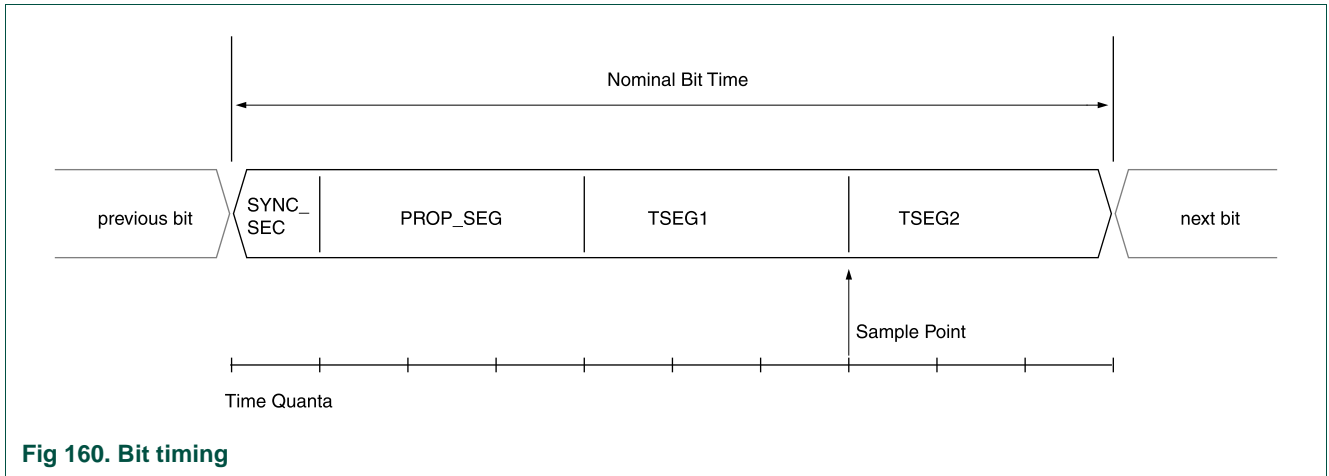 Nominal Bit Time
previous bit
SYNC_
SEC
PROP_SEG
TSEG1
TSEG2
next bit
Sample Point
Time Quanta
Fig 160. Bit timing